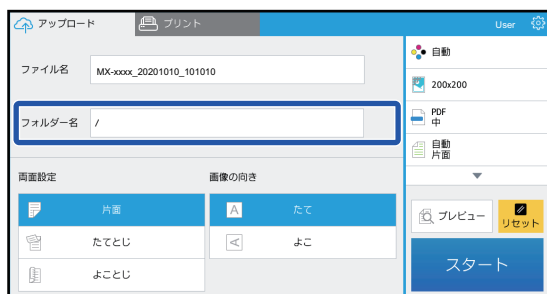 アップロード
プリント
User
ファイル名
MX-xxxx_20201010_101010
フォルダー名
/
両面設定
画像の向き
片面
たてとじ
よことじ
A
たて
A
よこ
自動
200x200
PDF
中
自動
片面
プレビュー
リセット
スタート